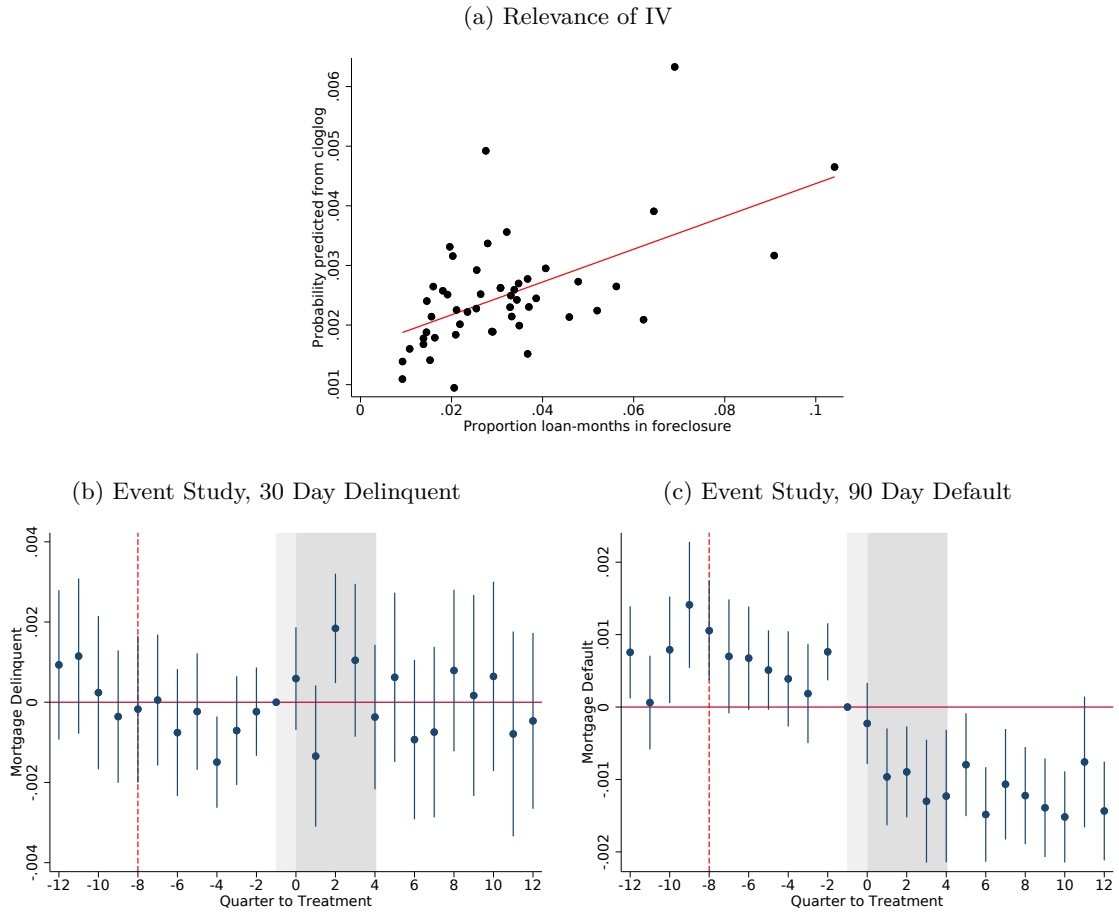 (a) Relevance of IV
Probability predicted from cloglog
.001 .002 .003 .004 .005 .006
0 .02 .04 .06 .08 .1
Proportion loan-months in foreclosure
(b) Event Study, 30 Day Delinquent
Mortgage Delinquent
-.004 -.002 0 .002 .004
-12 -10 -8 -6 -4 -2 0 2 4 6 8 10 12
Quarter to Treatment
(c) Event Study, 90 Day Default
Mortgage Default
-.002 -.001 0 .001 .002
-12 -10 -8 -6 -4 -2 0 2 4 6 8 10 12
Quarter to Treatment